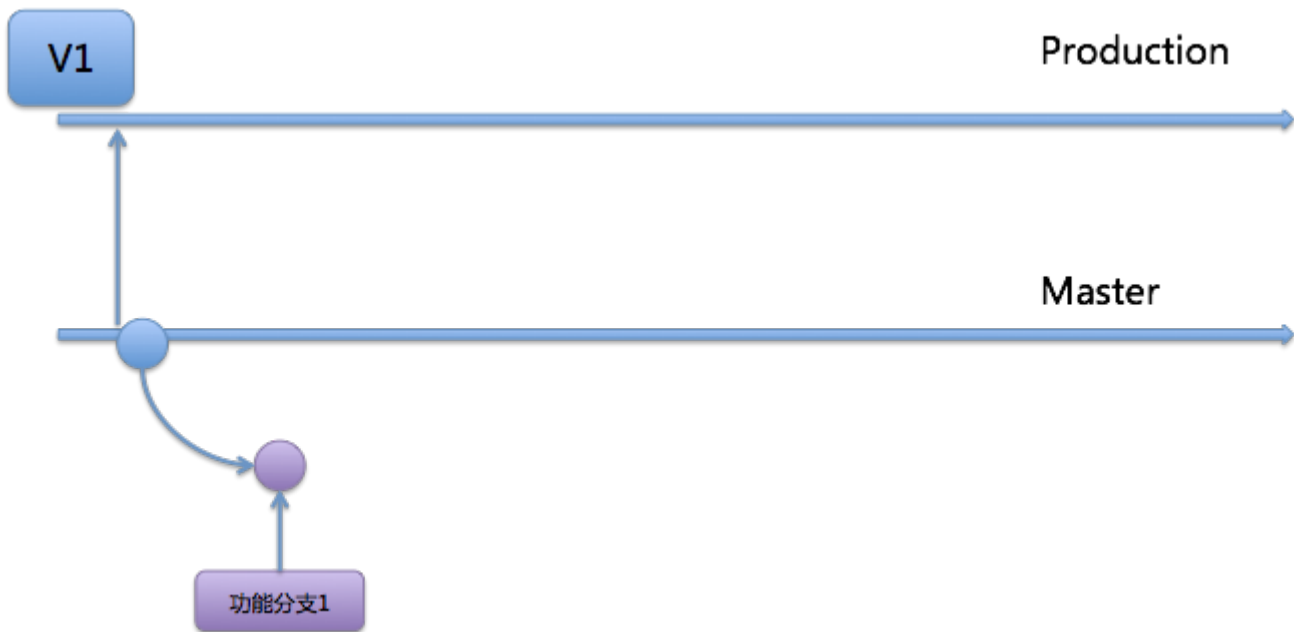 V1
Production
Master
功能分支1